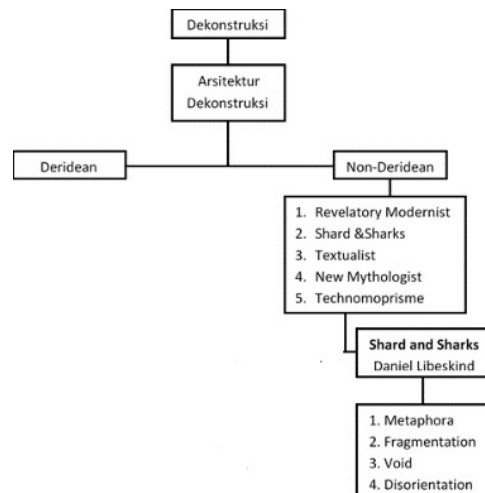 Dekonstruksi
Arsitektur
Dekonstruksi
Deridean
Non-Deridean
1. Revelatory Modernist
2. Shard &Sharks
3. Textualist
4. New Mythologist
5. Technomoprisme
Shard and Sharks
Daniel Libeskind
1. Metaphora
2. Fragmentation
3. Void
4. Disorientation